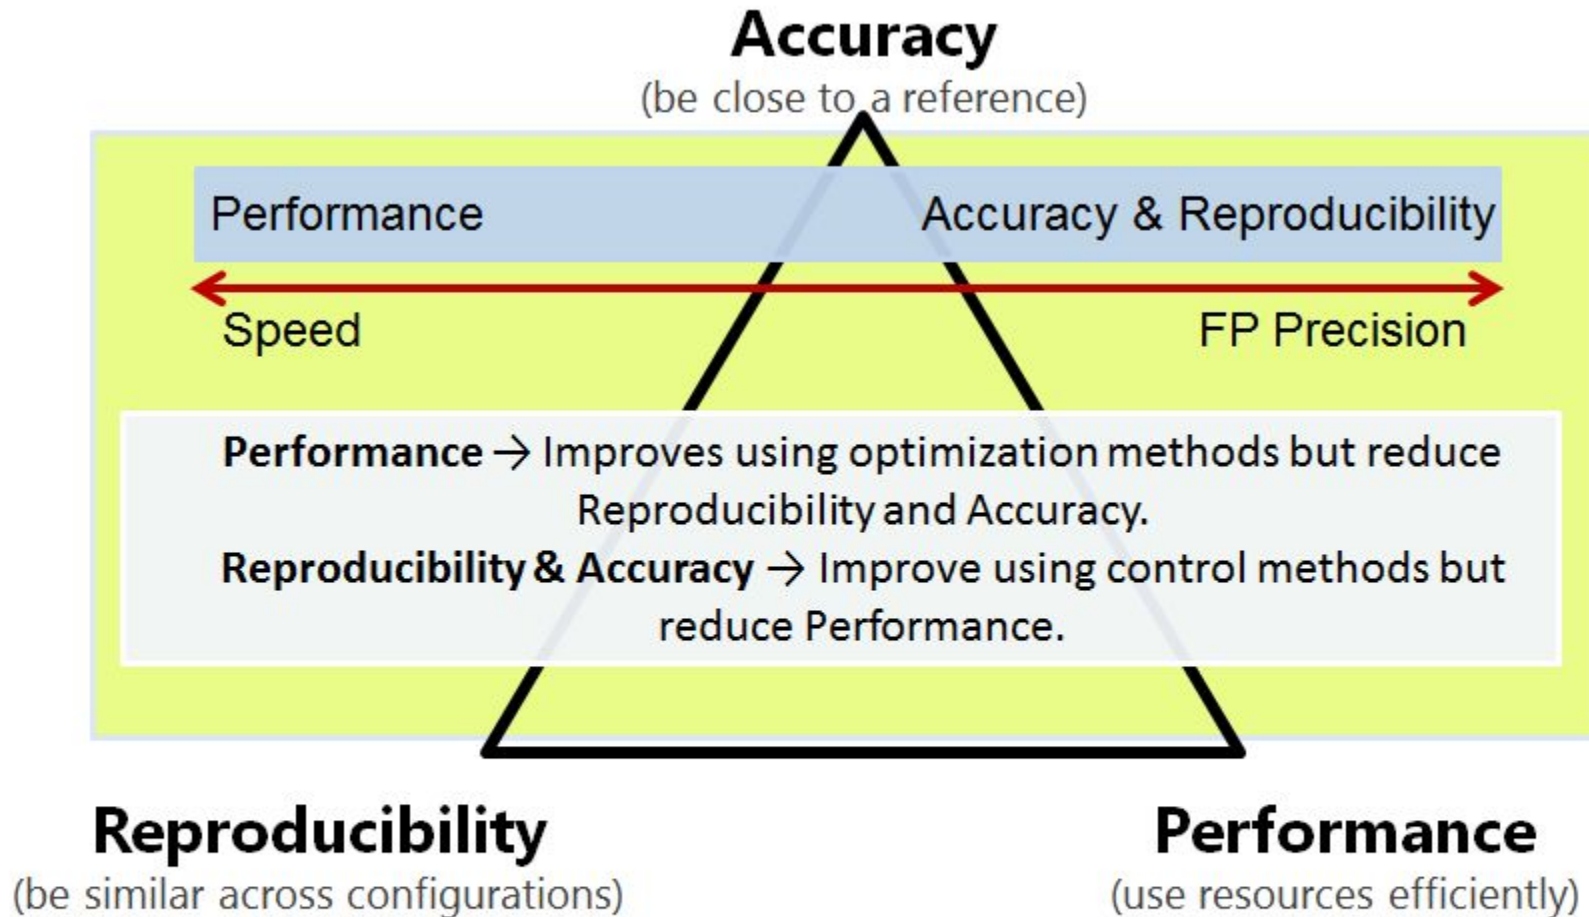 Accuracy
(be close to a reference)
Performance Accuracy & Reproducibility
Speed FP Precision
Performance → Improves using optimization methods but reduce
Reproducibility and Accuracy.
Reproducibility & Accuracy → Improve using control methods but
reduce Performance.
Reproducibility Performance
(be similar across configurations) (use resources efficiently)